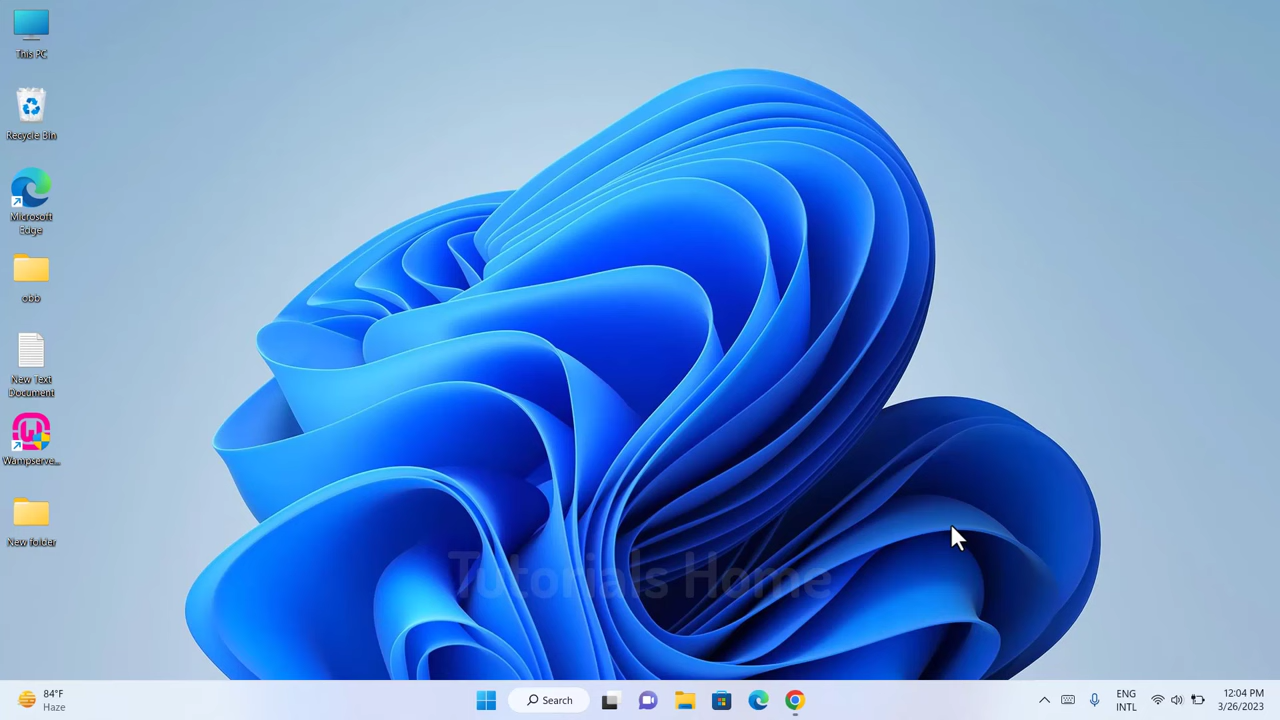 This PC
Recycle Bin
Microsoft
Edge
obb
New Text
Document
Wampserve...
New folder
Tutorials Home
84°F
Haze
Search
ENG
INTL
12:04 PM
3/26/2023